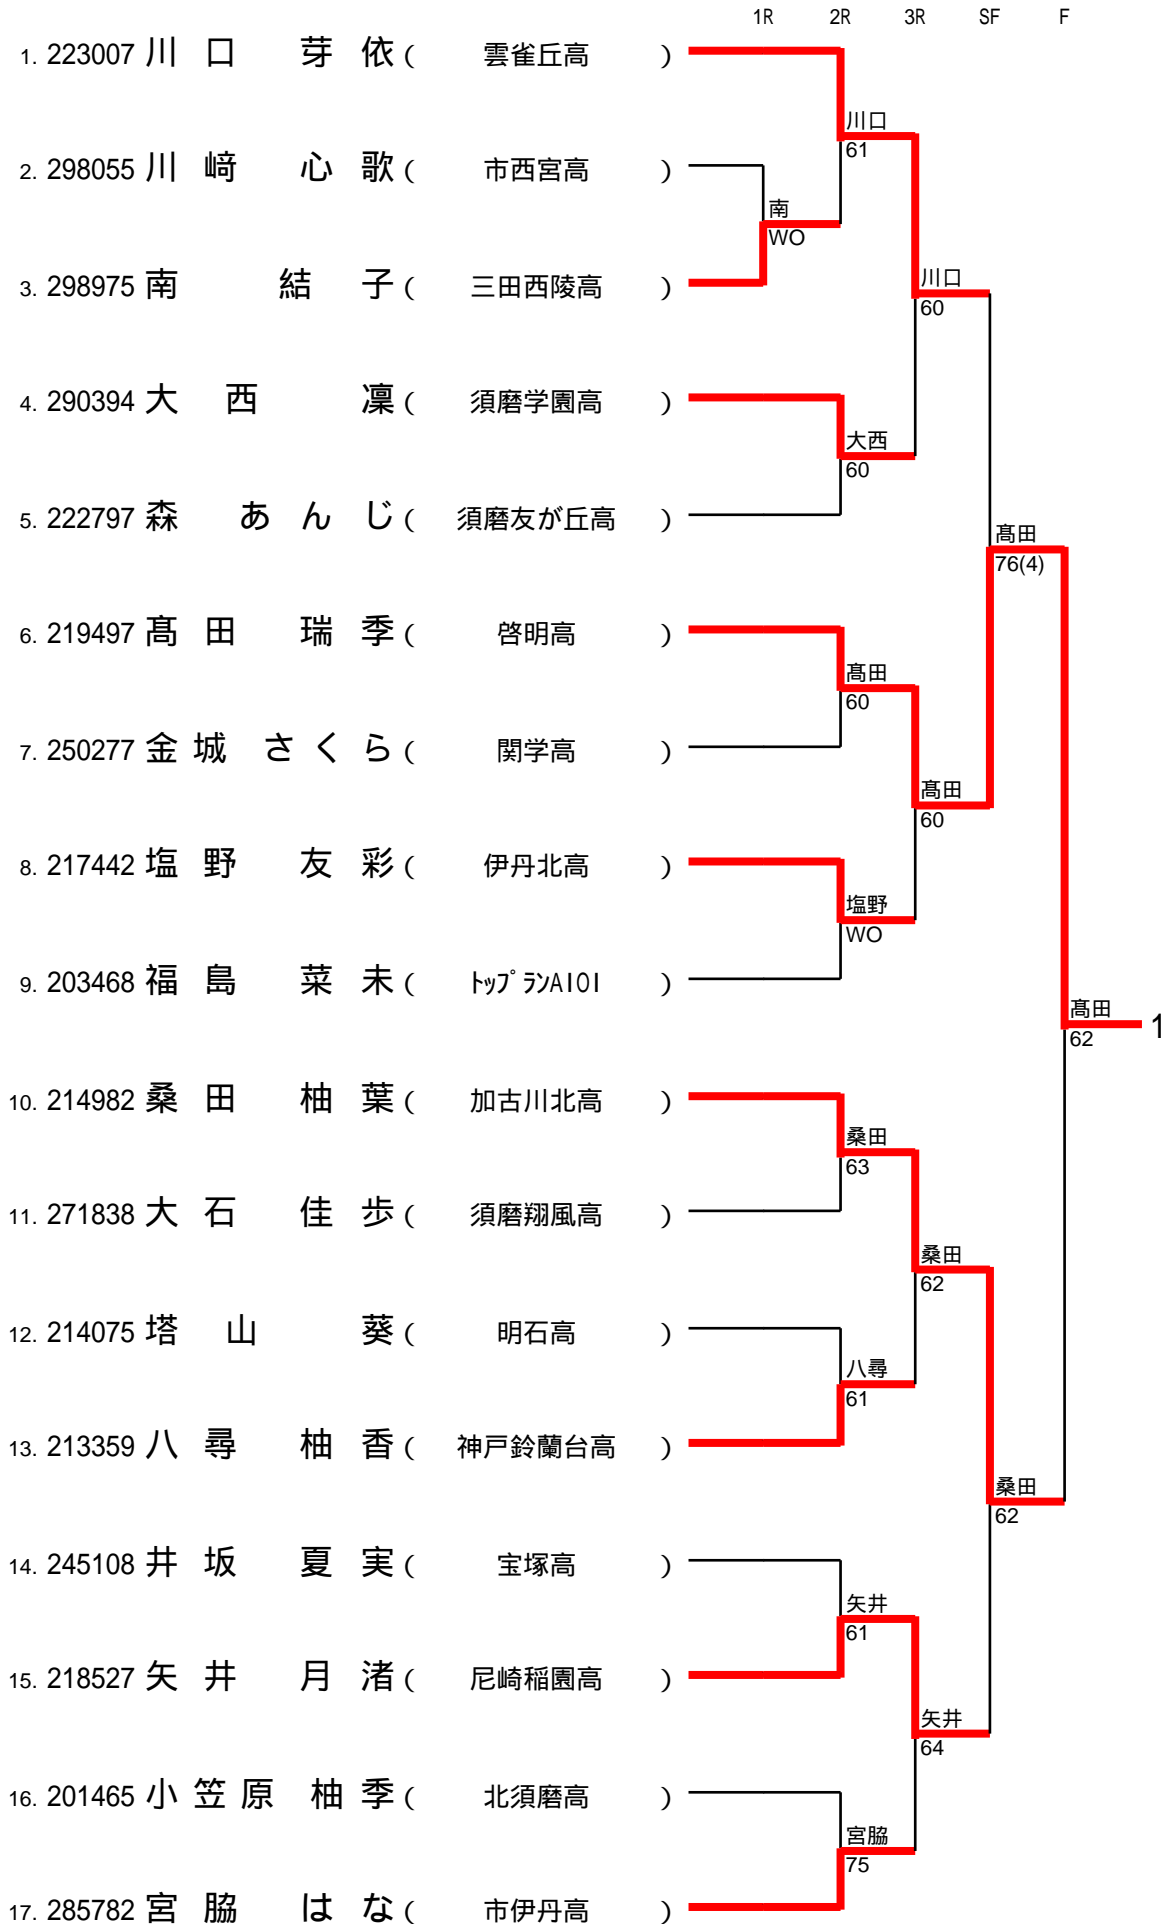 1R 2R 3R SF F
1. 223007 川口 芽依 ( 雲雀丘高 )
川口
61
2. 298055 川﨑 心歌 ( 市西宮高 )
南
WO
3. 298975 南 結子 ( 三田西陵高 )
川口
60
4. 290394 大西 凜 ( 須磨学園高 )
大西
60
5. 222797 森 あんじ ( 須磨友が丘高 )
髙田
76(4)
6. 219497 髙田 瑞季 ( 啓明高 )
髙田
60
7. 250277 金城 さくら ( 関学高 )
髙田
60
8. 217442 塩野 友彩 ( 伊丹北高 )
塩野
WO
9. 203468 福島 菜未 ( トップランAIOI )
髙田
62
1
10. 214982 桑田 柚葉 ( 加古川北高 )
桑田
63
11. 271838 大石 佳歩 ( 須磨翔風高 )
桑田
62
12. 214075 塔山 葵 ( 明石高 )
八尋
61
13. 213359 八尋 柚香 ( 神戸鈴蘭台高 )
桑田
62
14. 245108 井坂 夏実 ( 宝塚高 )
矢井
61
15. 218527 矢井 月渚 ( 尼崎稲園高 )
矢井
64
16. 201465 小笠原 柚季 ( 北須磨高 )
宮脇
75
17. 285782 宮脇 はな ( 市伊丹高 )